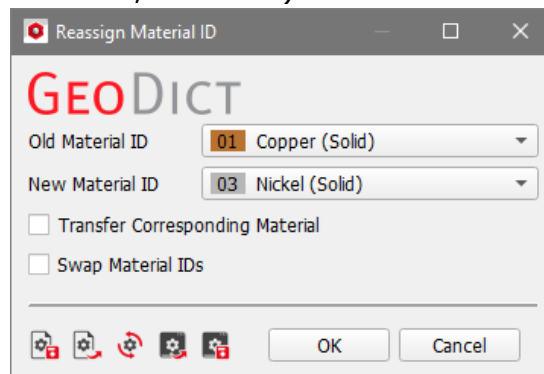 Reassign Material ID
GEODICT
Old Material ID 01 Copper (Solid)
New Material ID 03 Nickel (Solid)
Transfer Corresponding Material
Swap Material IDs
OK Cancel